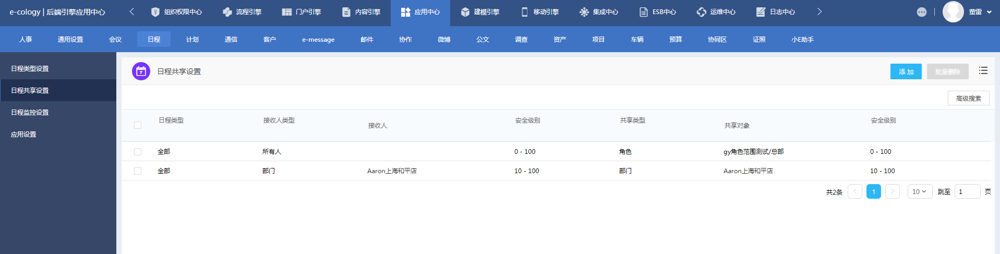 e-cology | 后端引擎应用中心 组织权限中心 流程引擎 门户引擎 内容引擎 应用中心 建模引擎 移动引擎 集成中心 ESB中心 运维中心 日志中心 董雷
人事 通用设置 会议 日程 计划 通信 客户 e-message 邮件 协作 微博 公文 调查 资产 项目 车辆 预算 协同区 证照 小E助手
日程类型设置
日程共享设置
日程监控设置
应用设置
7 日程共享设置 添 加 批量删除
高级搜索
日程类型 接收人类型 接收人 安全级别 共享类型 共享对象 安全级别
全部 所有人 0 - 100 角色 gy角色范围测试/总部 0 - 100
全部 部门 Aaron上海和平店 10 - 100 部门 Aaron上海和平店 10 - 100
共2条 1 10 跳至 1 页